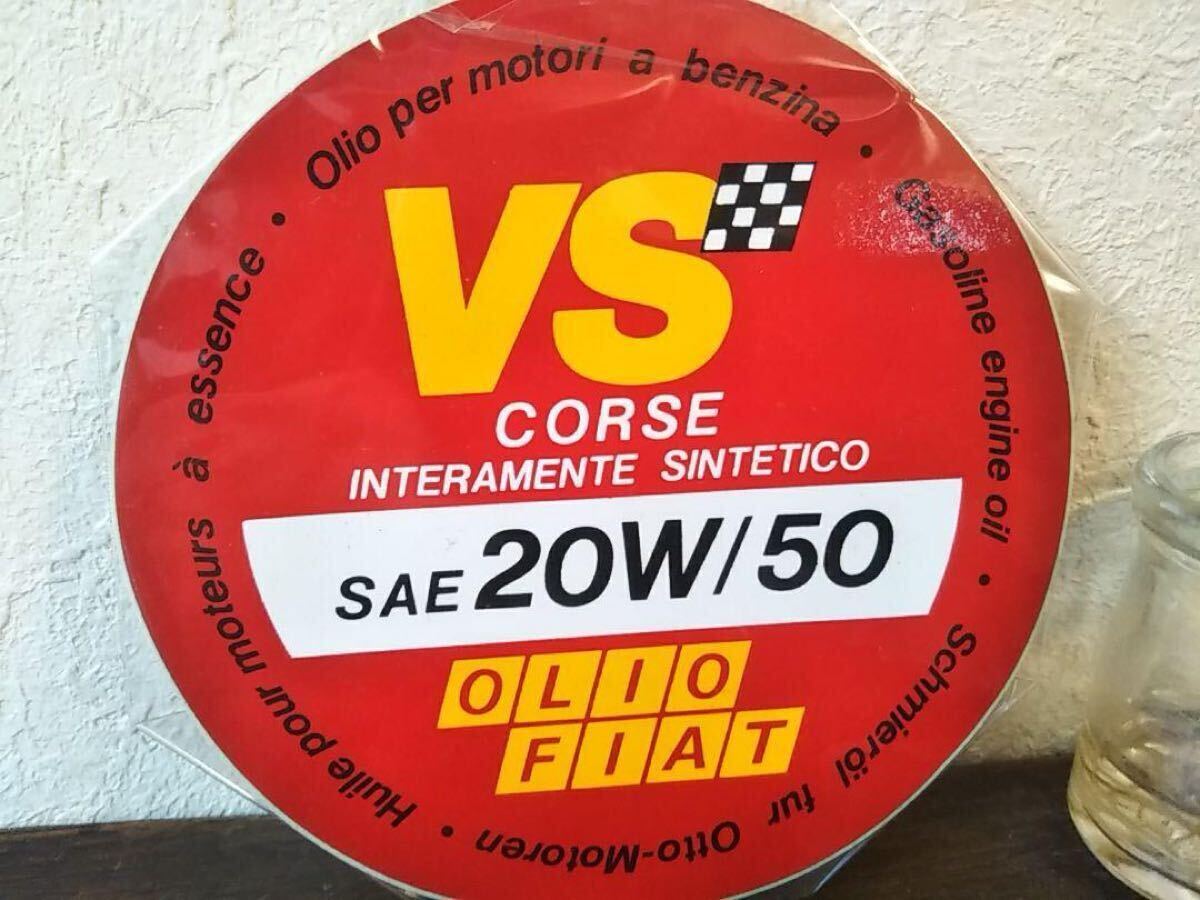 Olio per motori a benzina •
Gasoline engine oil •
Schmieröl fur Otto-Motoren •
Huile pour moteurs à essence •
VS
CORSE
INTERAMENTE SINTETICO
SAE 20W/50
OLIO
FIAT